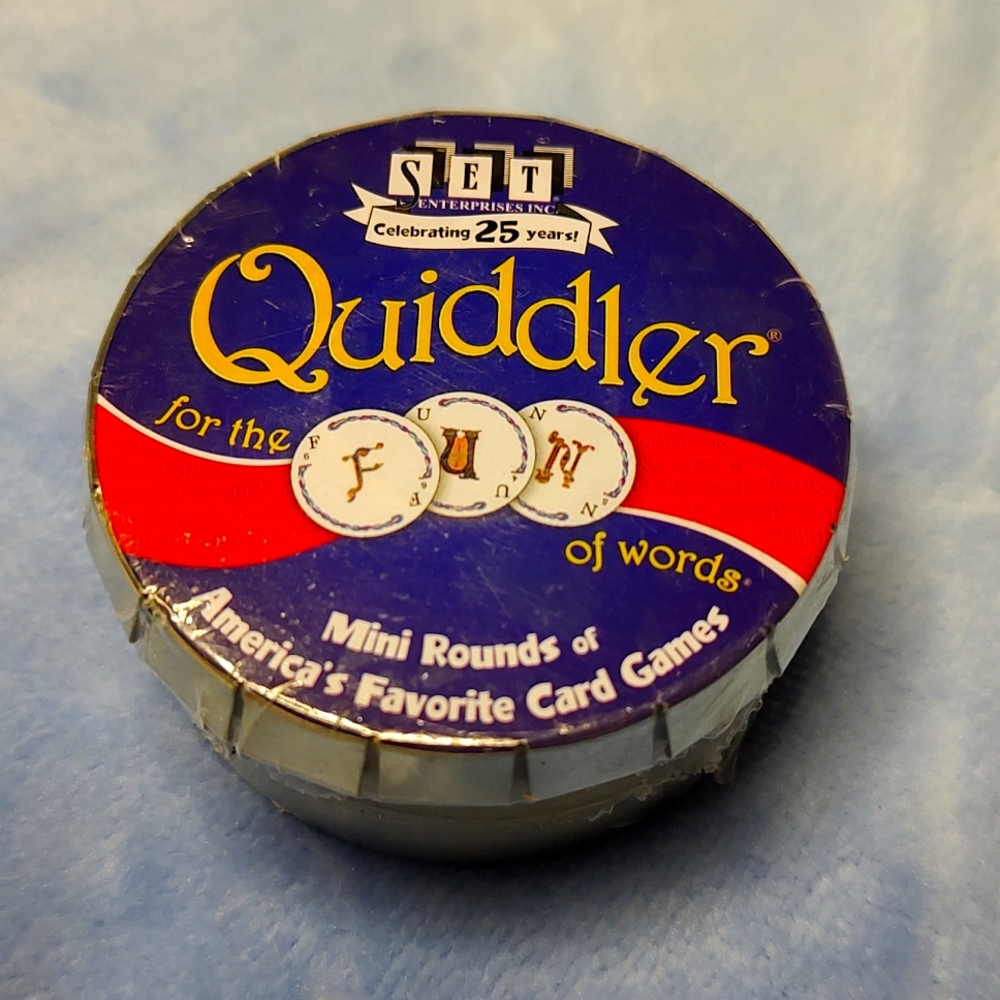 SET
ENTERPRISES INC.
Celebrating 25 years!
Quiddler®
for the
F F F
U U U
N N N
of words
Mini Rounds of
America's Favorite Card Games